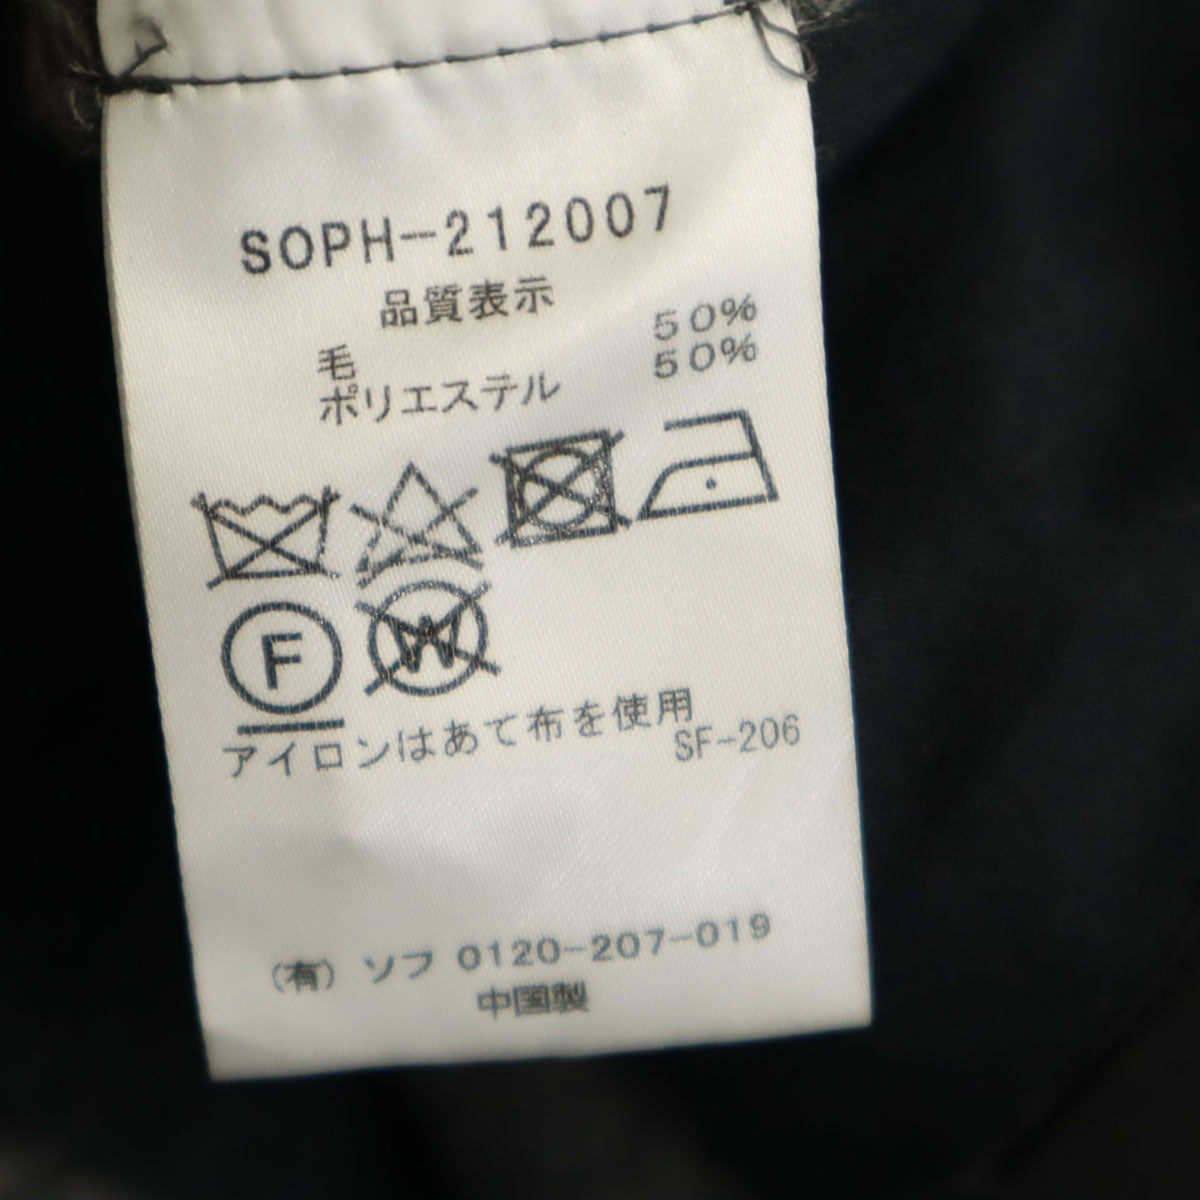 SOPH-212007
品質表示
毛 50%
ポリエステル 50%
F W
アイロンはあて布を使用
SF-206
(有) ソフ 0120-207-019
中国製